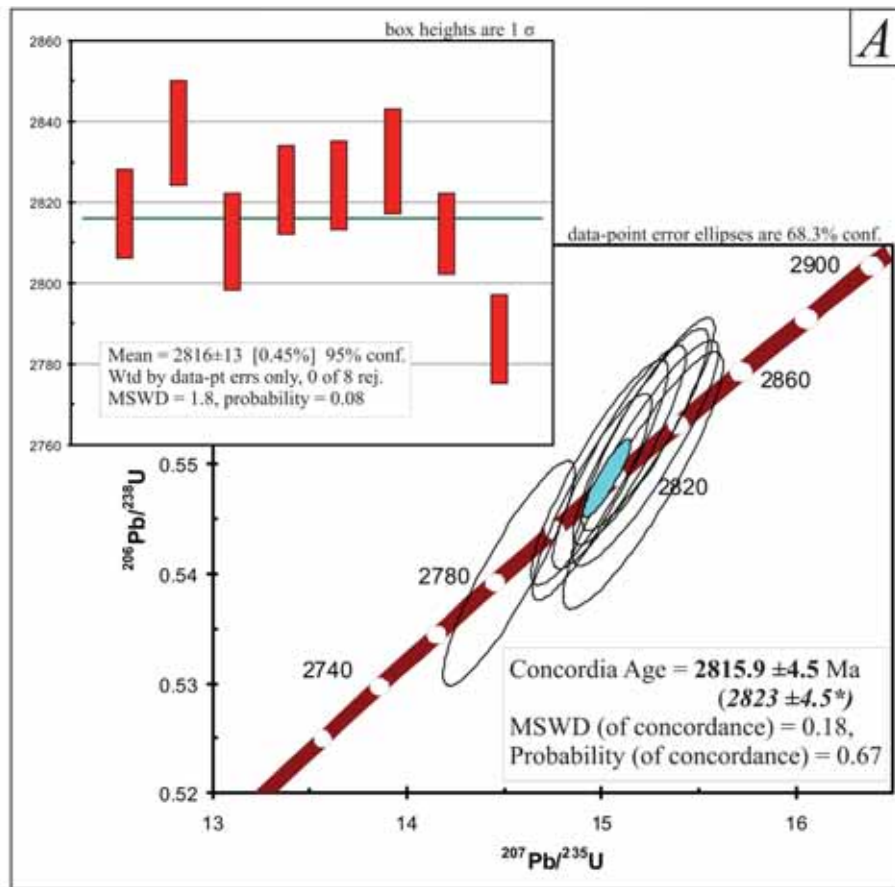 box heights are 1 σ
A
2860
2840
2820
2800
2780
2760
Mean = 2816±13 [0.45%] 95% conf.
Wtd by data-pt errs only, 0 of 8 rej.
MSWD = 1.8, probability = 0.08
data-point error ellipses are 68.3% conf.
2900
2860
2820
2780
2740
0.55
0.54
0.53
0.52
²⁰⁶Pb/²³⁸U
Concordia Age = 2815.9 ±4.5 Ma
(2823 ±4.5*)
MSWD (of concordance) = 0.18,
Probability (of concordance) = 0.67
13 14 15 16
²⁰⁷Pb/²³⁵U